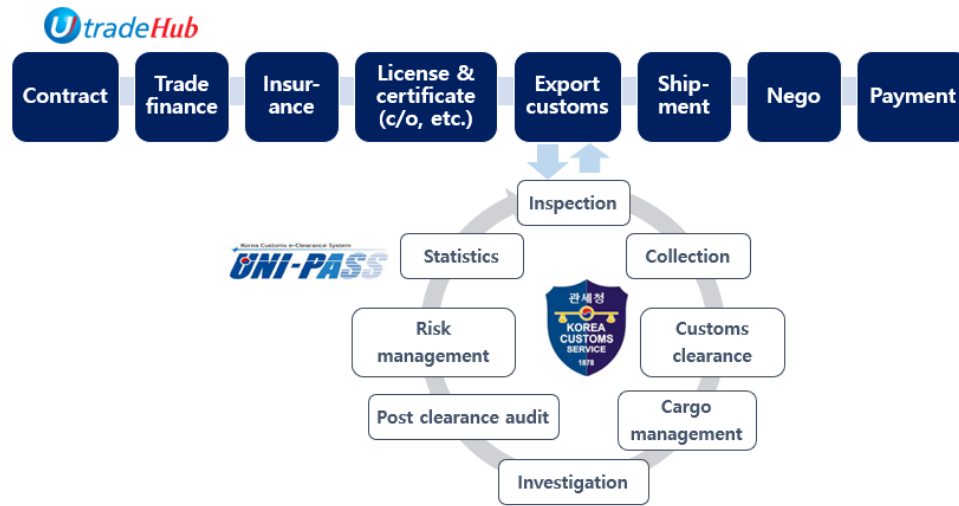 UtradeHub
Contract
Trade
finance
Insur-
ance
License &
certificate
(c/o, etc.)
Export
customs
Ship-
ment
Nego
Payment
Inspection
Korea Customs e-Clearance System
UNI-PASS
Statistics
Collection
관세청
KOREA
CUSTOMS
SERVICE
1878
Risk
management
Customs
clearance
Post clearance audit
Cargo
management
Investigation